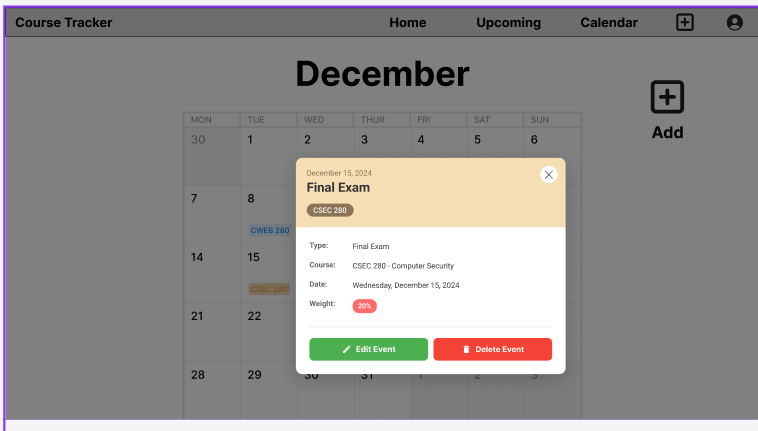 Course Tracker Home Upcoming Calendar
December
Add
MON TUE WED THUR FRI SAT SUN
30 1 2 3 4 5 6
December 15, 2024
Final Exam
CSEC 280
7 8
CWEB 280
Type: Final Exam
14 15
Course: CSEC 280 - Computer Security
Date: Wednesday, December 15, 2024
CSEC 280
Weight: 20%
21 22
Edit Event Delete Event
28 29 30 31 1 2 3